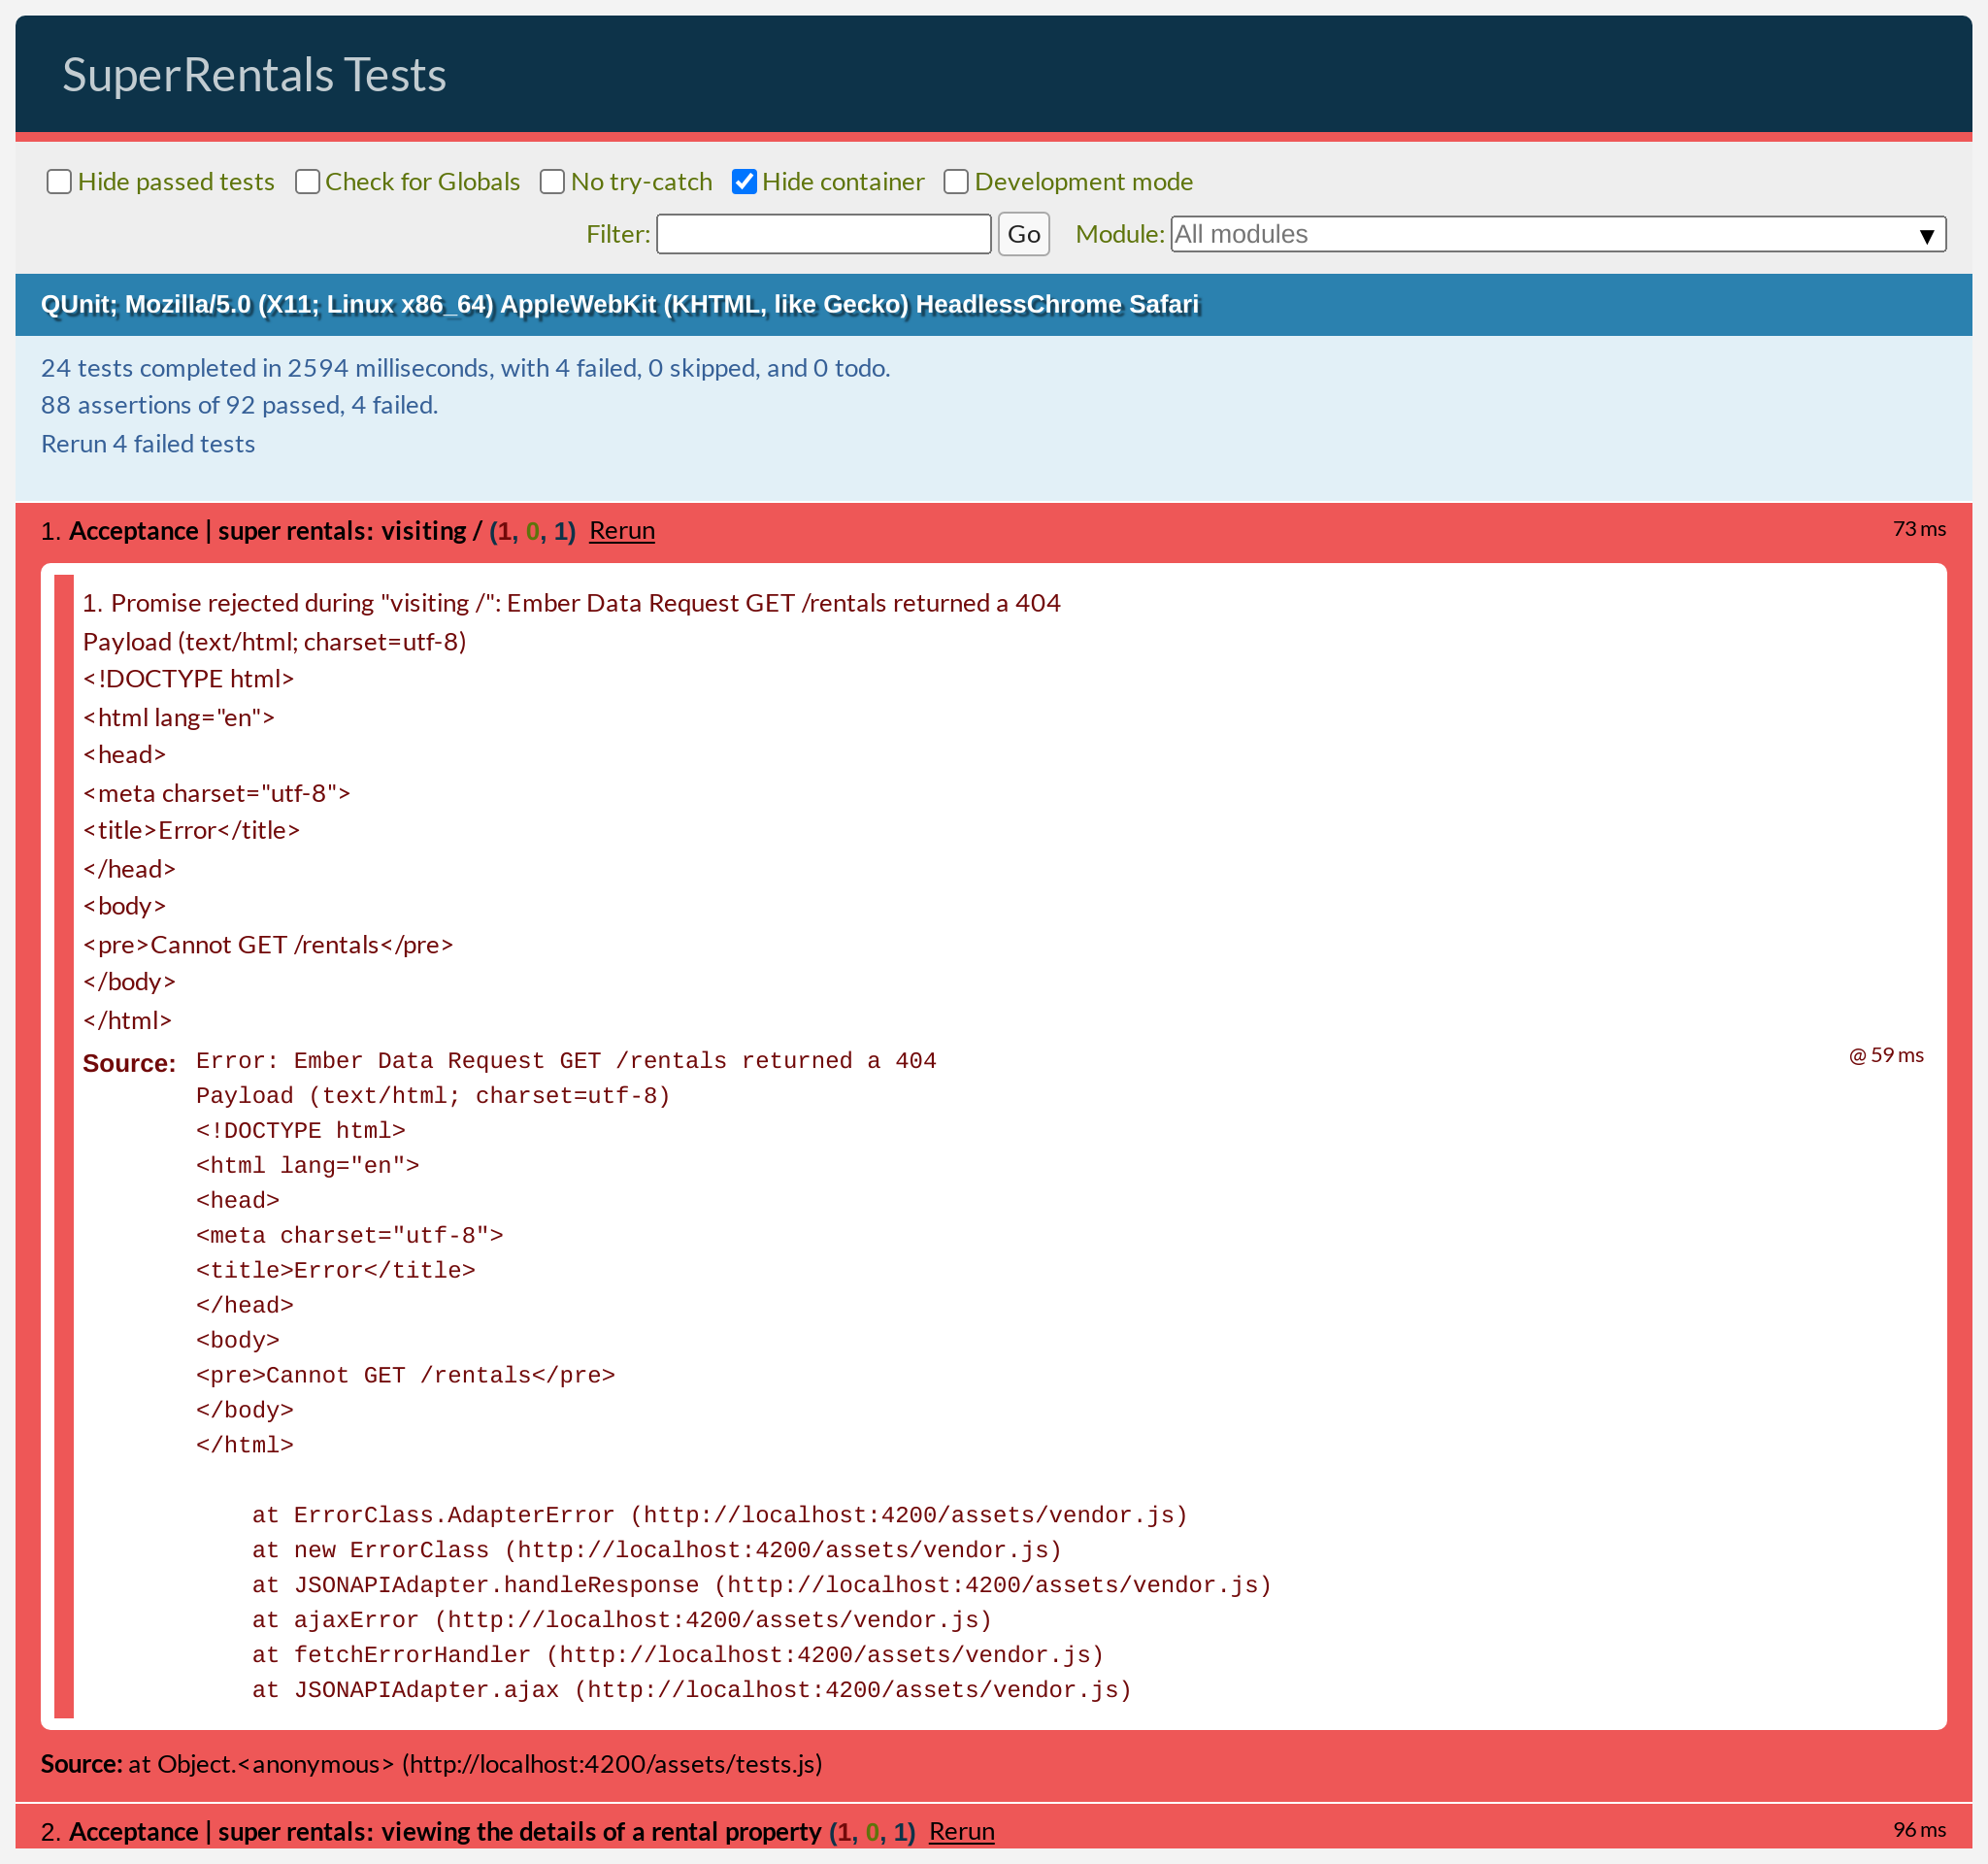 SuperRentals Tests
Hide passed tests Check for Globals No try-catch Hide container Development mode
Filter: Go Module: All modules ▼
QUnit; Mozilla/5.0 (X11; Linux x86_64) AppleWebKit (KHTML, like Gecko) HeadlessChrome Safari
24 tests completed in 2594 milliseconds, with 4 failed, 0 skipped, and 0 todo.
88 assertions of 92 passed, 4 failed.
Rerun 4 failed tests
1. Acceptance | super rentals: visiting / (1, 0, 1) Rerun 73 ms
1. Promise rejected during "visiting /": Ember Data Request GET /rentals returned a 404
Payload (text/html; charset=utf-8)
<!DOCTYPE html>
<html lang="en">
<head>
<meta charset="utf-8">
<title>Error</title>
</head>
<body>
<pre>Cannot GET /rentals</pre>
</body>
</html>
Source: Error: Ember Data Request GET /rentals returned a 404 @ 59 ms
Payload (text/html; charset=utf-8)
<!DOCTYPE html>
<html lang="en">
<head>
<meta charset="utf-8">
<title>Error</title>
</head>
<body>
<pre>Cannot GET /rentals</pre>
</body>
</html>
at ErrorClass.AdapterError (http://localhost:4200/assets/vendor.js)
at new ErrorClass (http://localhost:4200/assets/vendor.js)
at JSONAPIAdapter.handleResponse (http://localhost:4200/assets/vendor.js)
at ajaxError (http://localhost:4200/assets/vendor.js)
at fetchErrorHandler (http://localhost:4200/assets/vendor.js)
at JSONAPIAdapter.ajax (http://localhost:4200/assets/vendor.js)
Source: at Object.<anonymous> (http://localhost:4200/assets/tests.js)
2. Acceptance | super rentals: viewing the details of a rental property (1, 0, 1) Rerun 96 ms